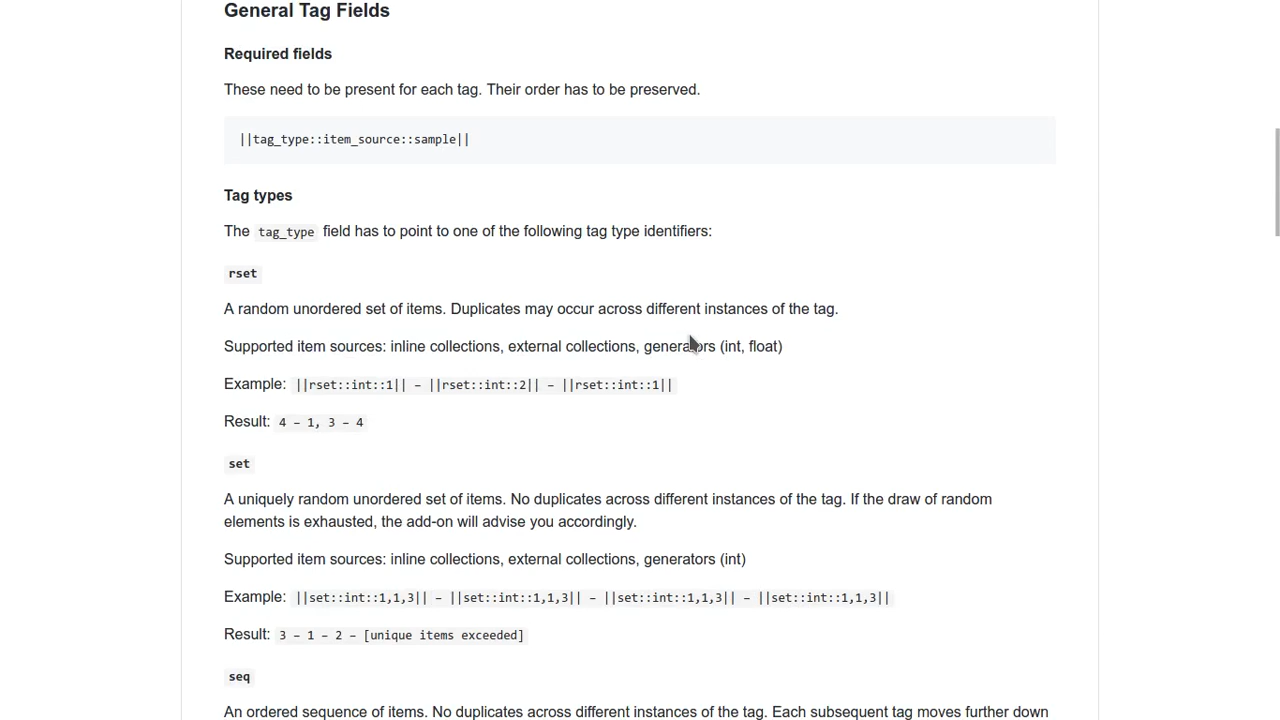 General Tag Fields
Required fields
These need to be present for each tag. Their order has to be preserved.
||tag_type::item_source::sample||
Tag types
The tag_type field has to point to one of the following tag type identifiers:
rset
A random unordered set of items. Duplicates may occur across different instances of the tag.
Supported item sources: inline collections, external collections, generators (int, float)
Example: ||rset::int::1|| – ||rset::int::2|| – ||rset::int::1||
Result: 4 – 1, 3 – 4
set
A uniquely random unordered set of items. No duplicates across different instances of the tag. If the draw of random
elements is exhausted, the add-on will advise you accordingly.
Supported item sources: inline collections, external collections, generators (int)
Example: ||set::int::1,1,3|| – ||set::int::1,1,3|| – ||set::int::1,1,3|| – ||set::int::1,1,3||
Result: 3 – 1 – 2 – [unique items exceeded]
seq
An ordered sequence of items. No duplicates across different instances of the tag. Each subsequent tag moves further down